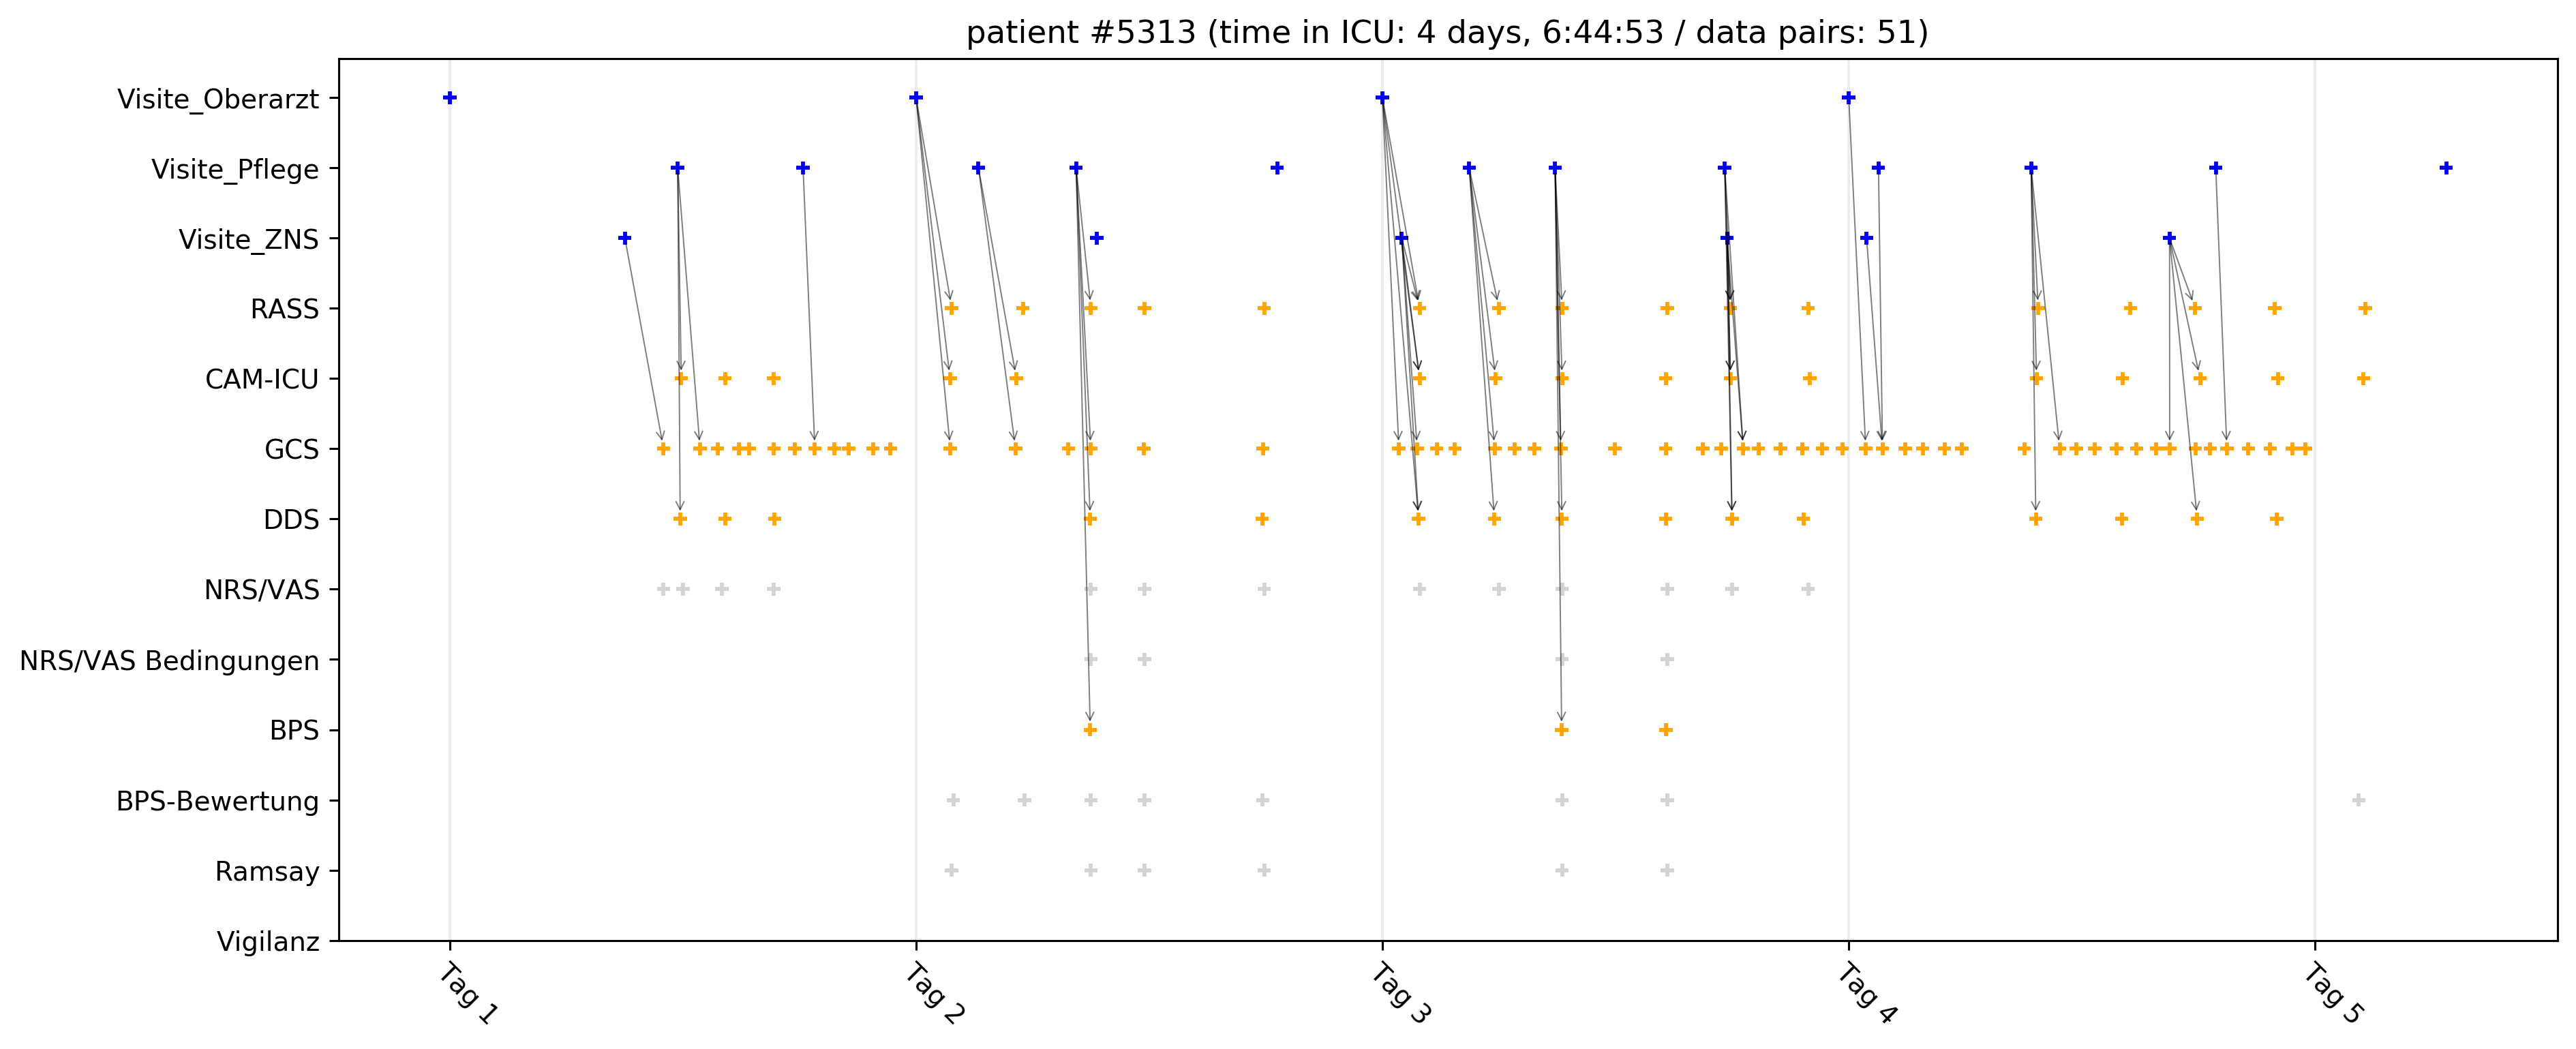 patient #5313 (time in ICU: 4 days, 6:44:53 / data pairs: 51)
Visite_Oberarzt
Visite_Pflege
Visite_ZNS
RASS
CAM-ICU
GCS
DDS
NRS/VAS
NRS/VAS Bedingungen
BPS
BPS-Bewertung
Ramsay
Vigilanz
Tag 1
Tag 2
Tag 3
Tag 4
Tag 5